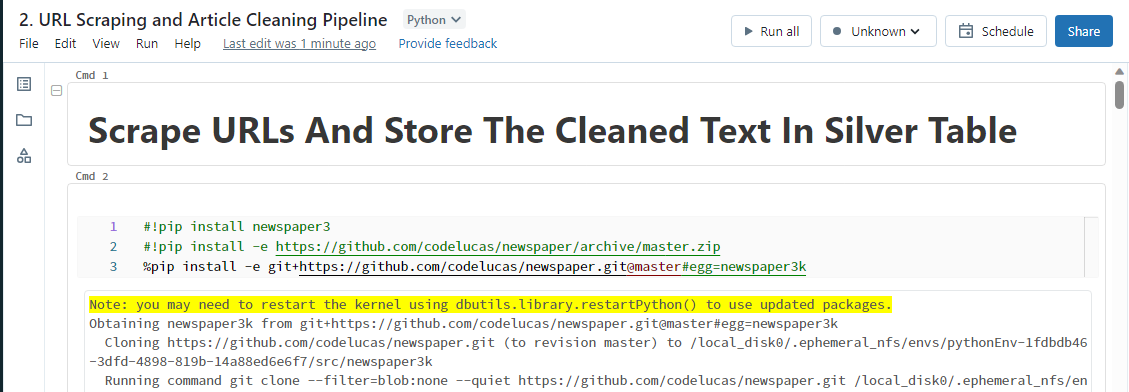 2. URL Scraping and Article Cleaning Pipeline Python
File Edit View Run Help Last edit was 1 minute ago Provide feedback
Run all Unknown Schedule Share
Cmd 1
Scrape URLs And Store The Cleaned Text In Silver Table
Cmd 2
1 #!pip install newspaper3
2 #!pip install -e https://github.com/codelucas/newspaper/archive/master.zip
3 %pip install -e git+https://github.com/codelucas/newspaper.git@master#egg=newspaper3k
Note: you may need to restart the kernel using dbutils.library.restartPython() to use updated packages.
Obtaining newspaper3k from git+https://github.com/codelucas/newspaper.git@master#egg=newspaper3k
Cloning https://github.com/codelucas/newspaper.git (to revision master) to /local_disk0/.ephemeral_nfs/envs/pythonEnv-1fdbdb46
-3dfd-4898-819b-14a88ed6e6f7/src/newspaper3k
Running command git clone --filter=blob:none --quiet https://github.com/codelucas/newspaper.git /local_disk0/.ephemeral_nfs/en